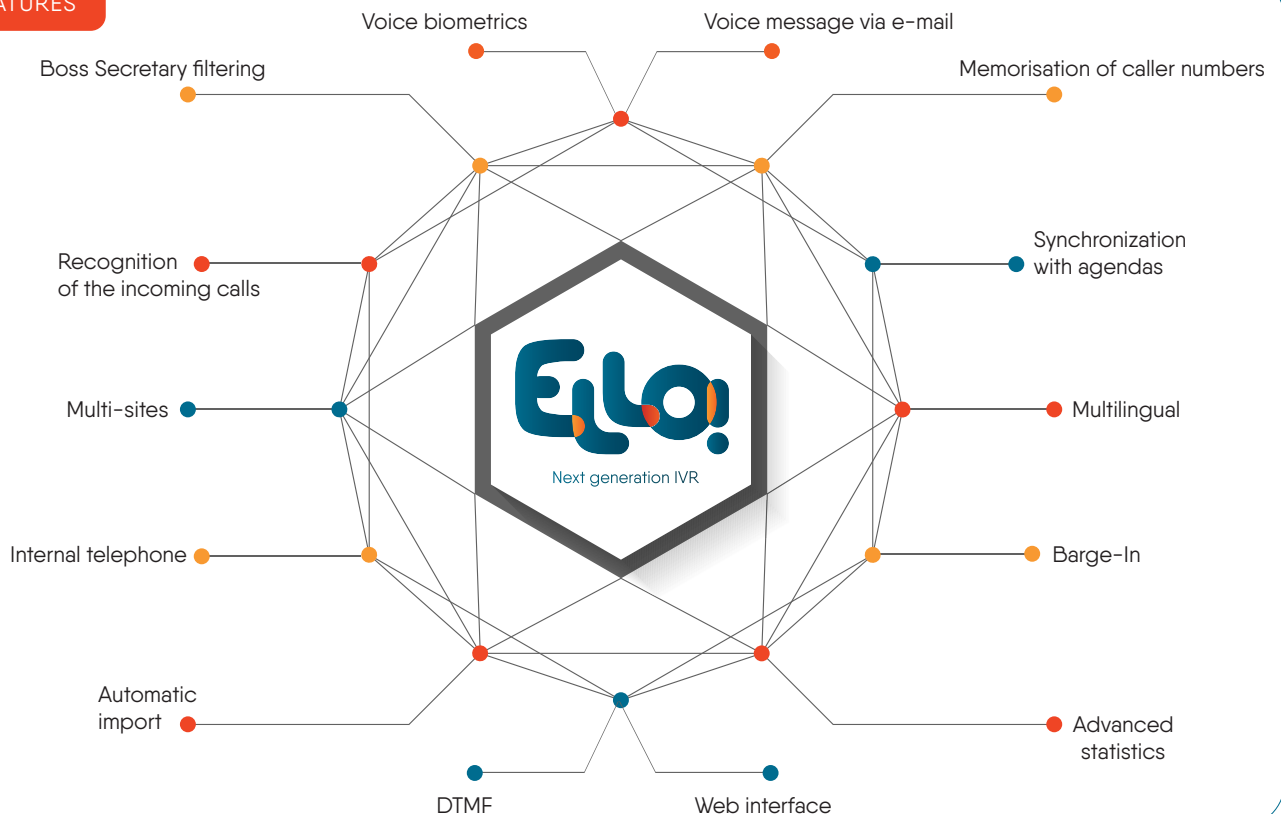 ATURES
Voice biometrics
Voice message via e-mail
Boss Secretary filtering
Memorisation of caller numbers
Synchronization
with agendas
Recognition
of the incoming calls
Ello!
Next generation IVR
Multi-sites
Multilingual
Internal telephone
Barge-In
Automatic
import
Advanced
statistics
DTMF
Web interface